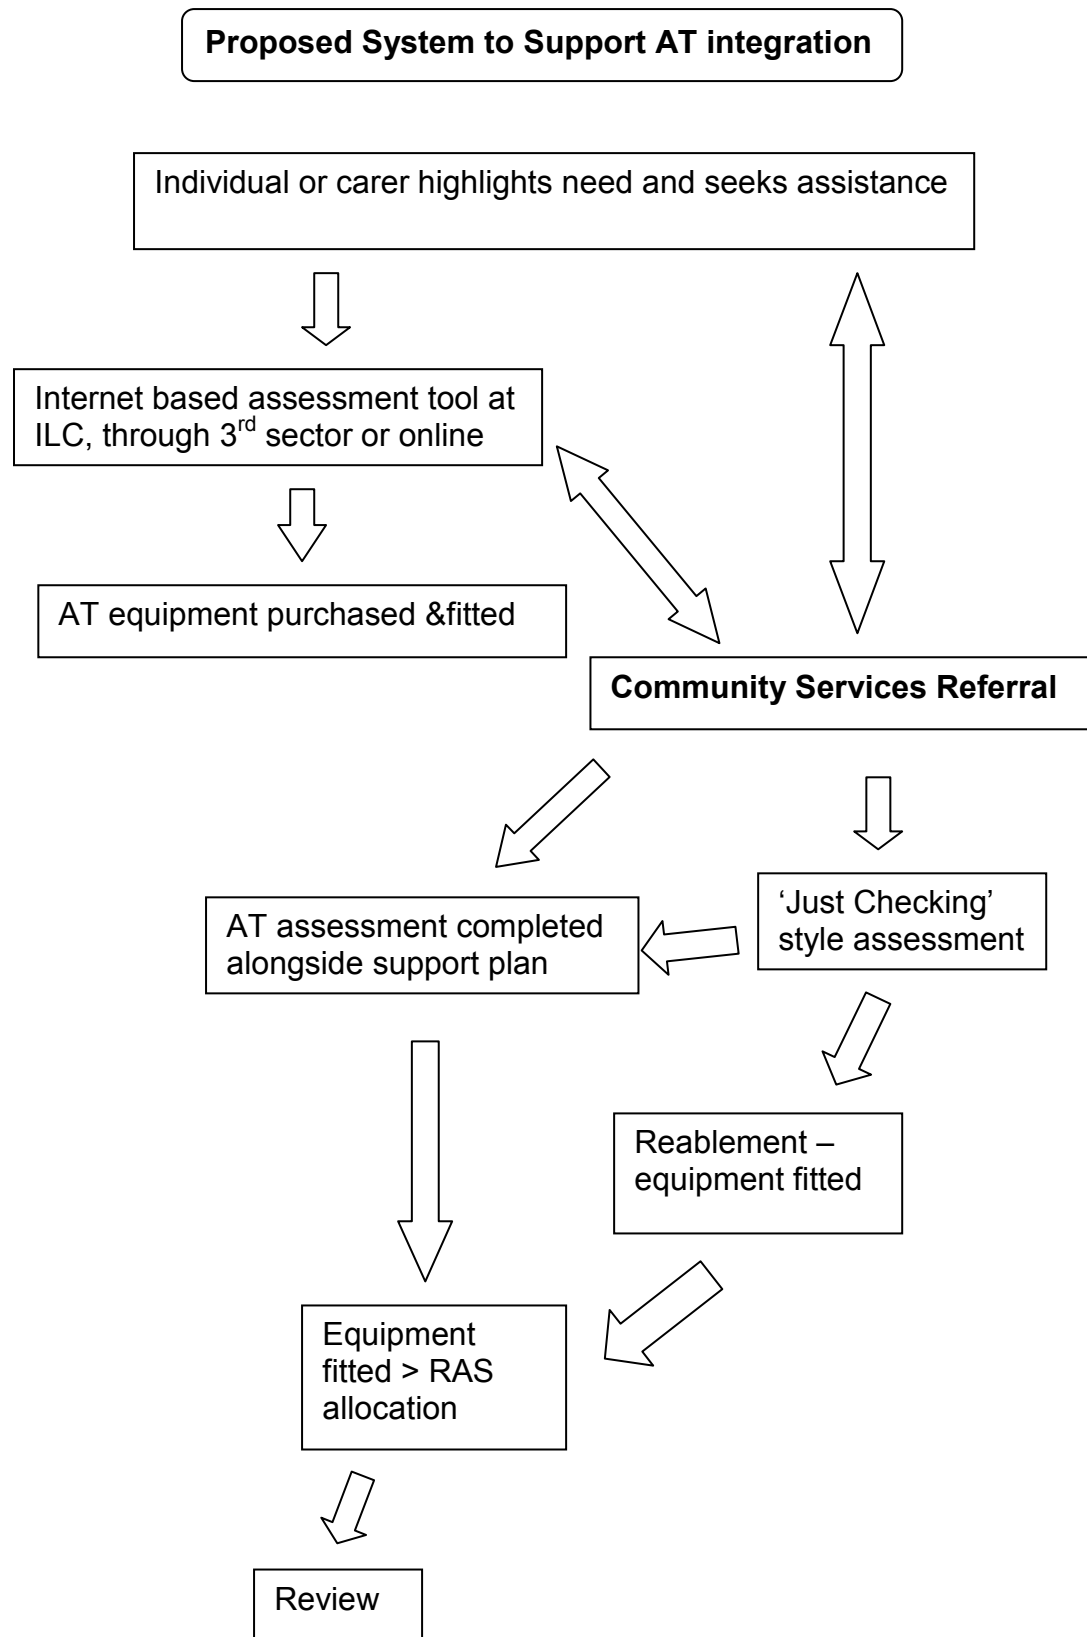 Proposed System to Support AT integration
Individual or carer highlights need and seeks assistance
Internet based assessment tool at
ILC, through 3rd sector or online
AT equipment purchased &fitted
Community Services Referral
AT assessment completed
alongside support plan
‘Just Checking’
style assessment
Reablement –
equipment fitted
Equipment
fitted > RAS
allocation
Review